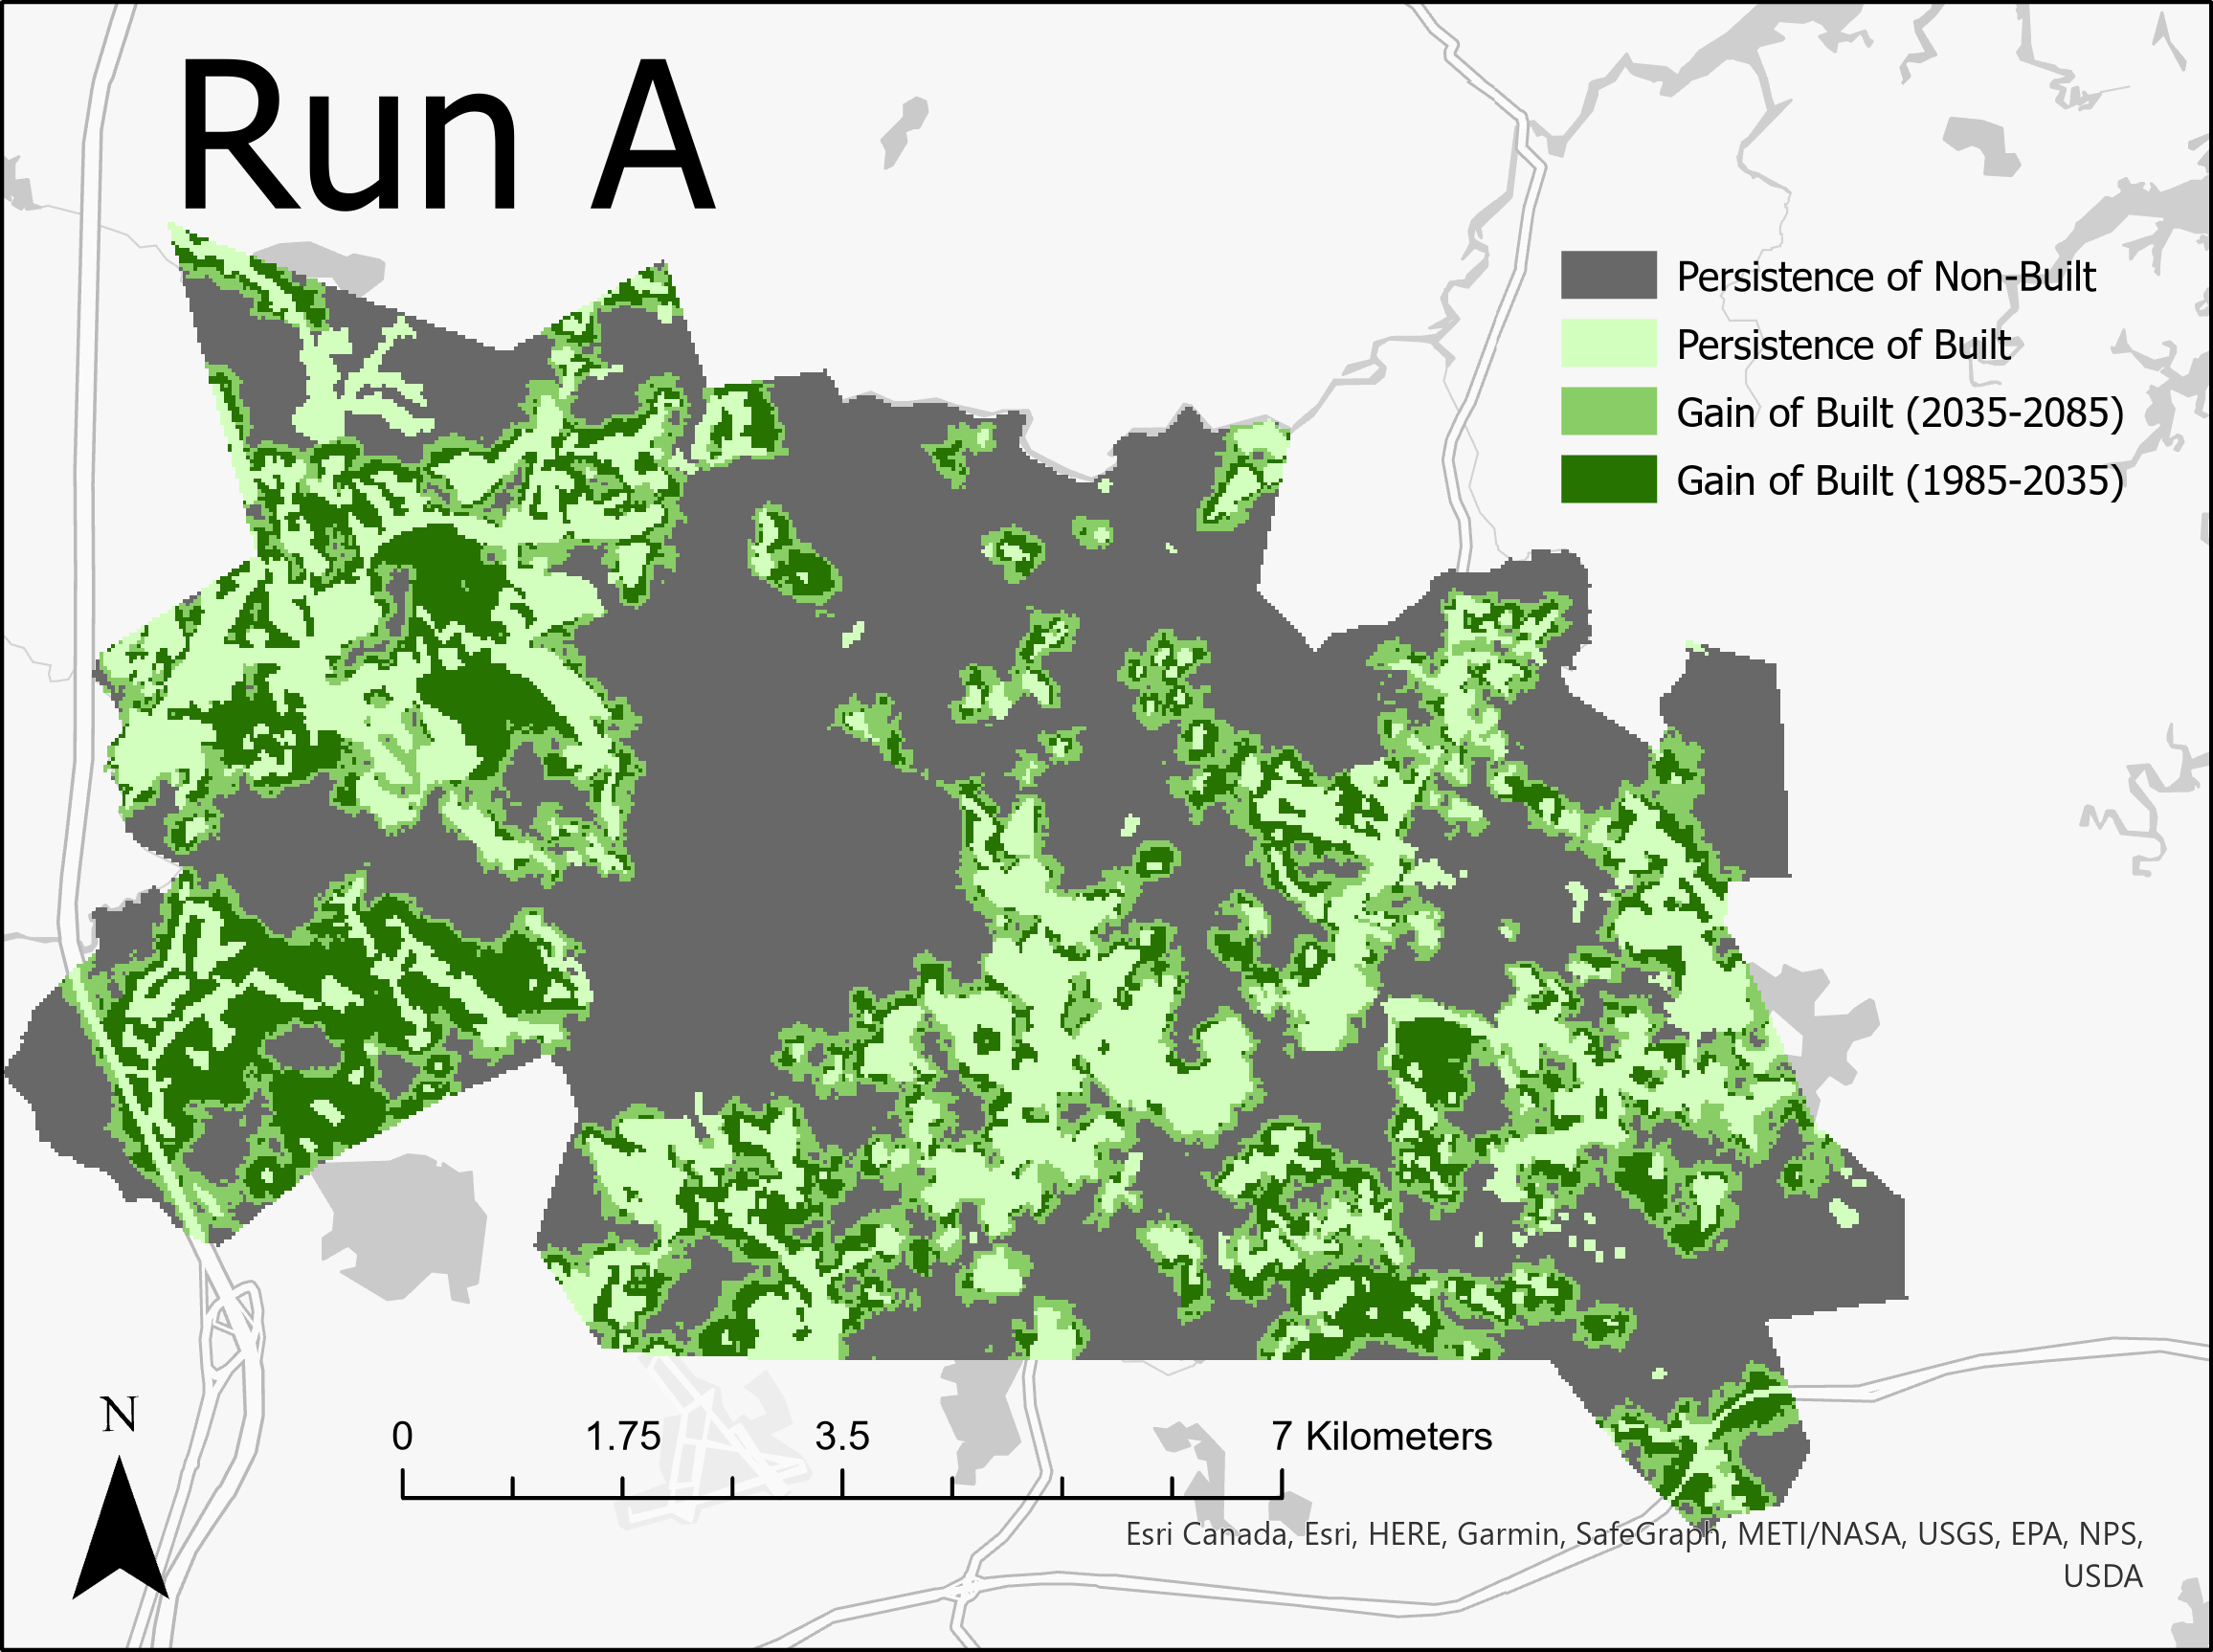 Run A
Persistence of Non-Built
Persistence of Built
Gain of Built (2035-2085)
Gain of Built (1985-2035)
N
0 1.75 3.5 7 Kilometers
Esri Canada, Esri, HERE, Garmin, SafeGraph, METI/NASA, USGS, EPA, NPS,
USDA